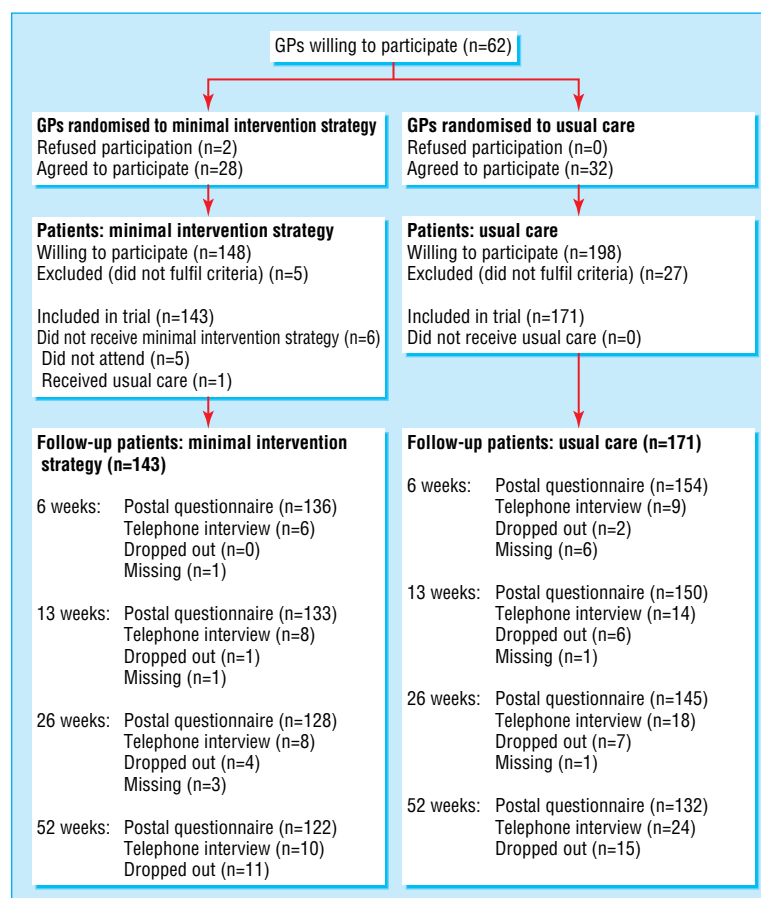 GPs willing to participate (n=62)
GPs randomised to minimal intervention strategy
Refused participation (n=2)
Agreed to participate (n=28)
GPs randomised to usual care
Refused participation (n=0)
Agreed to participate (n=32)
Patients: minimal intervention strategy
Willing to participate (n=148)
Excluded (did not fulfil criteria) (n=5)
Included in trial (n=143)
Did not receive minimal intervention strategy (n=6)
Did not attend (n=5)
Received usual care (n=1)
Patients: usual care
Willing to participate (n=198)
Excluded (did not fulfil criteria) (n=27)
Included in trial (n=171)
Did not receive usual care (n=0)
Follow-up patients: minimal intervention
strategy (n=143)
6 weeks: Postal questionnaire (n=136)
Telephone interview (n=6)
Dropped out (n=0)
Missing (n=1)
13 weeks: Postal questionnaire (n=133)
Telephone interview (n=8)
Dropped out (n=1)
Missing (n=1)
26 weeks: Postal questionnaire (n=128)
Telephone interview (n=8)
Dropped out (n=4)
Missing (n=3)
52 weeks: Postal questionnaire (n=122)
Telephone interview (n=10)
Dropped out (n=11)
Follow-up patients: usual care (n=171)
6 weeks: Postal questionnaire (n=154)
Telephone interview (n=9)
Dropped out (n=2)
Missing (n=6)
13 weeks: Postal questionnaire (n=150)
Telephone interview (n=14)
Dropped out (n=6)
Missing (n=1)
26 weeks: Postal questionnaire (n=145)
Telephone interview (n=18)
Dropped out (n=7)
Missing (n=1)
52 weeks: Postal questionnaire (n=132)
Telephone interview (n=24)
Dropped out (n=15)